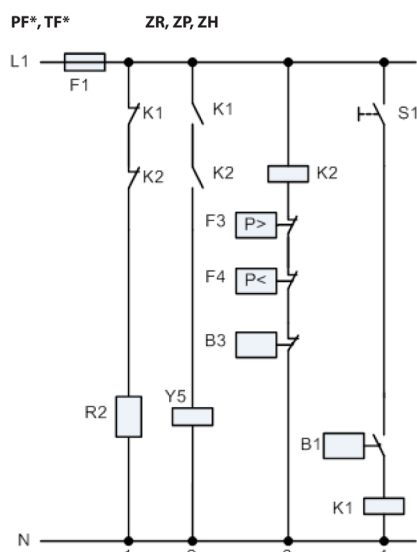 PF*, TF* ZR, ZP, ZH
L1
F1
K1 K1 S1
K2 K2 K2
F3 P>
F4 P<
B3
R2 Y5
B1
K1
N
1 2 3 4